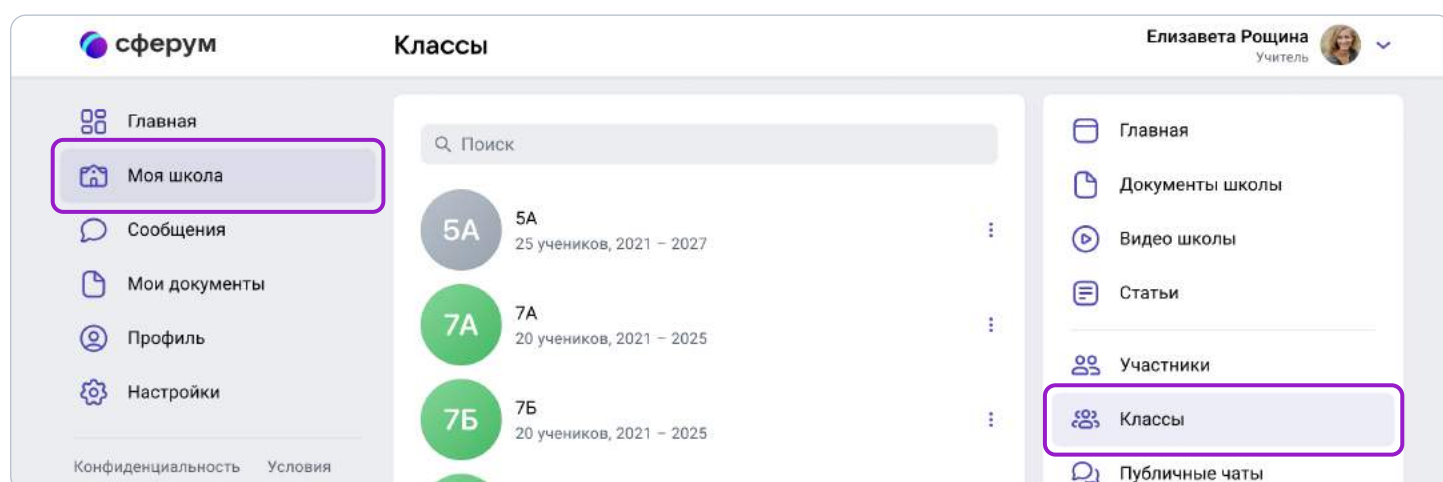 сферум
Классы
Елизавета Рощина
Учитель
Главная
Моя школа
Сообщения
Мои документы
Профиль
Настройки
Конфиденциальность Условия
Поиск
5А
5А
25 учеников, 2021 – 2027
7А
7А
20 учеников, 2021 – 2025
7Б
7Б
20 учеников, 2021 – 2025
Главная
Документы школы
Видео школы
Статьи
Участники
Классы
Публичные чаты